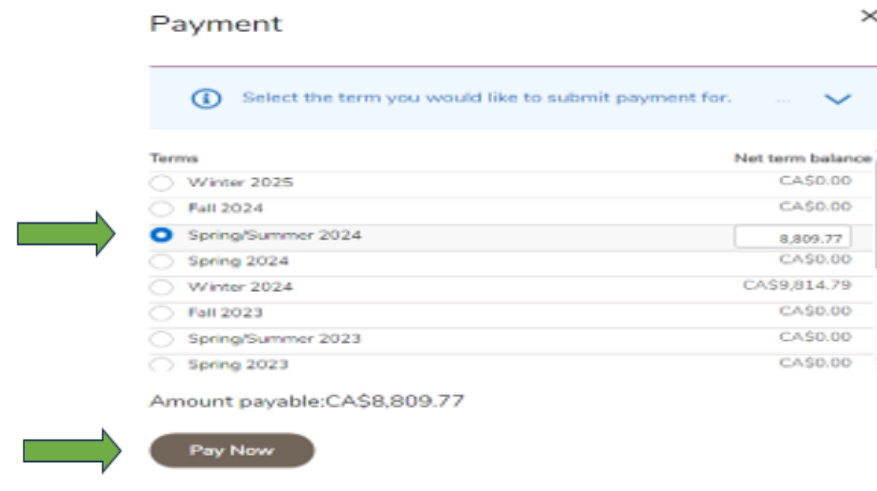 Payment
Select the term you would like to submit payment for. ...
Terms Net term balance
Winter 2025 CA$0.00
Fall 2024 CA$0.00
Spring/Summer 2024 8,809.77
Spring 2024 CA$0.00
Winter 2024 CA$9,814.79
Fall 2023 CA$0.00
Spring/Summer 2023 CA$0.00
Spring 2023 CA$0.00
Amount payable:CA$8,809.77
Pay Now